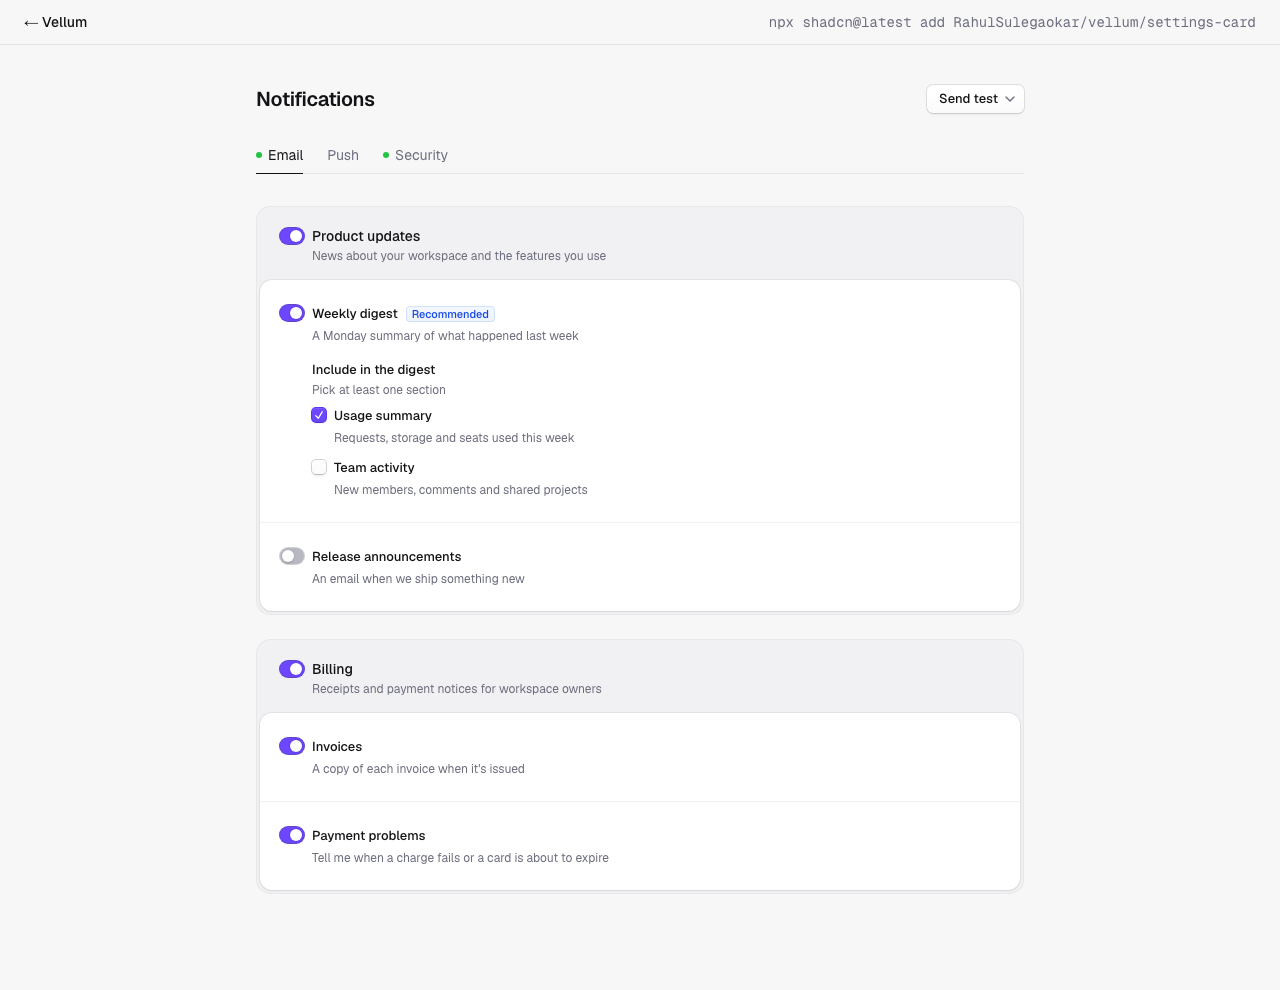 ← Vellum
npx shadcn@latest add RahulSulegaokar/vellum/settings-card
Notifications
Send test
Email
Push
Security
Product updates
News about your workspace and the features you use
Weekly digest Recommended
A Monday summary of what happened last week
Include in the digest
Pick at least one section
Usage summary
Requests, storage and seats used this week
Team activity
New members, comments and shared projects
Release announcements
An email when we ship something new
Billing
Receipts and payment notices for workspace owners
Invoices
A copy of each invoice when it's issued
Payment problems
Tell me when a charge fails or a card is about to expire